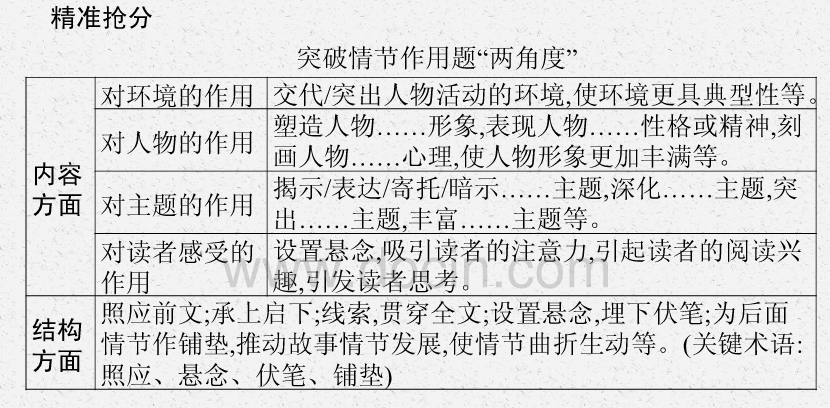 精准抢分
突破情节作用题“两角度”
内容方面
对环境的作用
交代/突出人物活动的环境,使环境更具典型性等。
对人物的作用
塑造人物……形象,表现人物……性格或精神,刻
画人物……心理,使人物形象更加丰满等。
对主题的作用
揭示/表达/寄托/暗示……主题,深化……主题,突
出……主题,丰富……主题等。
对读者感受的
作用
设置悬念,吸引读者的注意力,引起读者的阅读兴
趣,引发读者思考。
结构方面
照应前文;承上启下;线索,贯穿全文;设置悬念,埋下伏笔;为后面
情节作铺垫,推动故事情节发展,使情节曲折生动等。(关键术语:
照应、悬念、伏笔、铺垫)